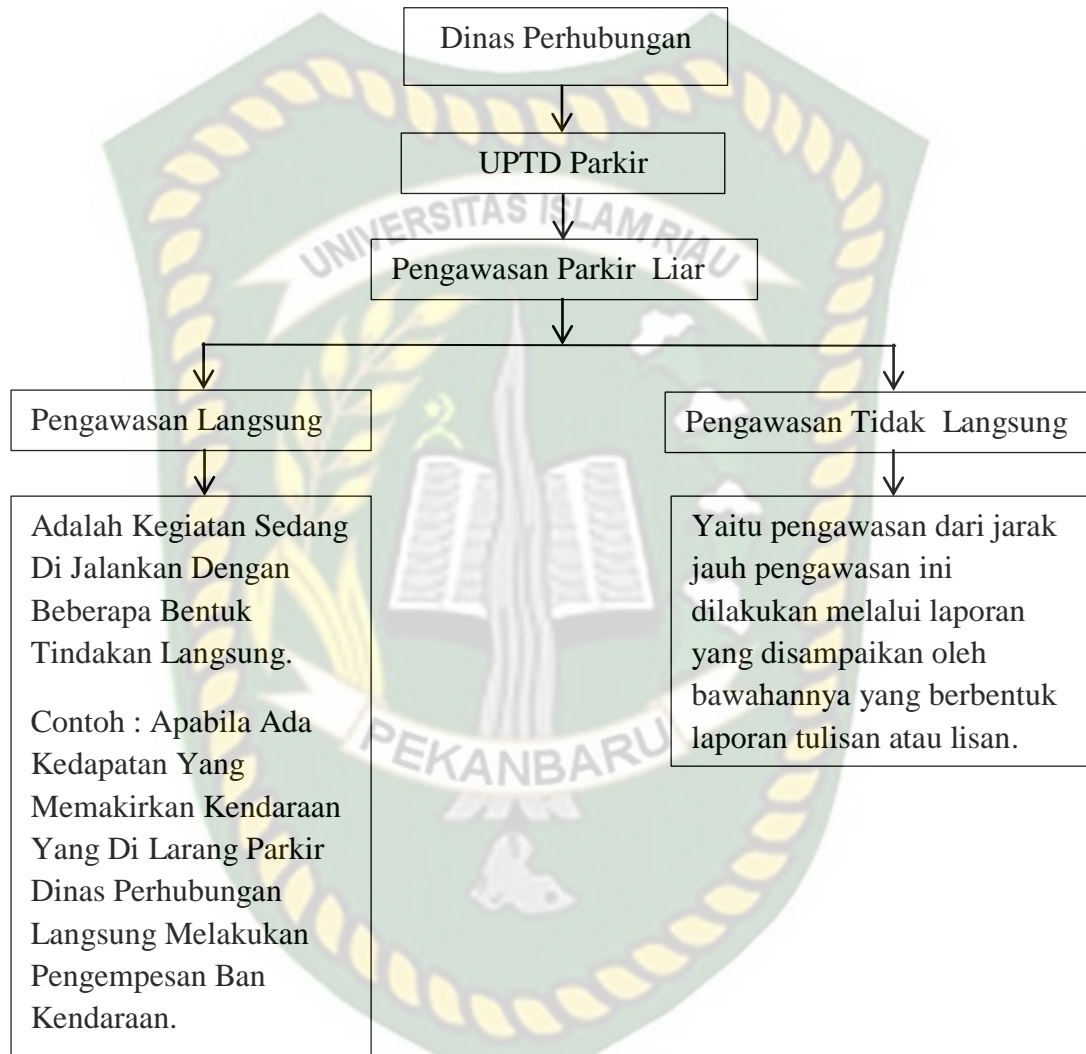 Dinas Perhubungan
UPTD Parkir
UNIVERSITAS ISLAM RIAU
Pengawasan Parkir Liar
Pengawasan Langsung
Pengawasan Tidak Langsung
Adalah Kegiatan Sedang
Di Jalankan Dengan
Beberapa Bentuk
Tindakan Langsung.
Contoh : Apabila Ada
Kedapatan Yang
Memakirkan Kendaraan
Yang Di Larang Parkir
Dinas Perhubungan
Langsung Melakukan
Pengempesan Ban
Kendaraan.
Yaitu pengawasan dari jarak
jauh pengawasan ini
dilakukan melalui laporan
yang disampaikan oleh
bawahannya yang berbentuk
laporan tulisan atau lisan.
PEKANBARU